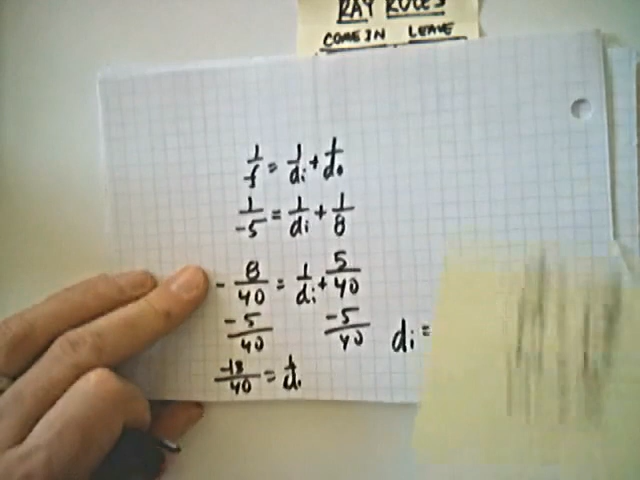 RAY RULES
COME IN LEAVE
1/f = 1/di + 1/do
1/-5 = 1/di + 1/8
- 8/40 = 1/di + 5/40
-5/40 -5/40 di =
-13/40 = 1/di